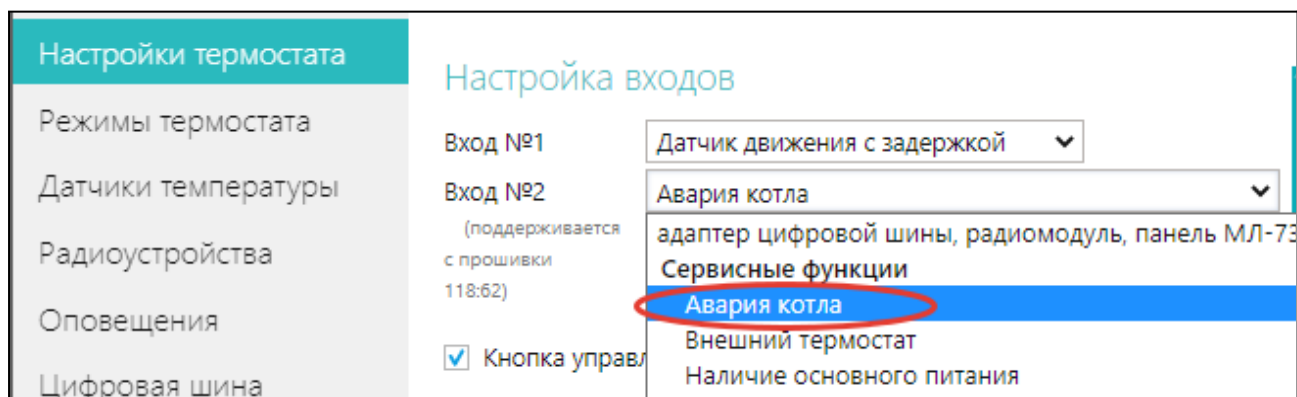 Настройки термостата
Режимы термостата
Датчики температуры
Радиоустройства
Оповещения
Цифровая шина
Настройка входов
Вход №1
Датчик движения с задержкой
Вход №2
Авария котла
(поддерживается
с прошивки
118:62)
адаптер цифровой шины, радиомодуль, панель МЛ-73
Сервисные функции
Авария котла
Внешний термостат
Наличие основного питания
Кнопка управл